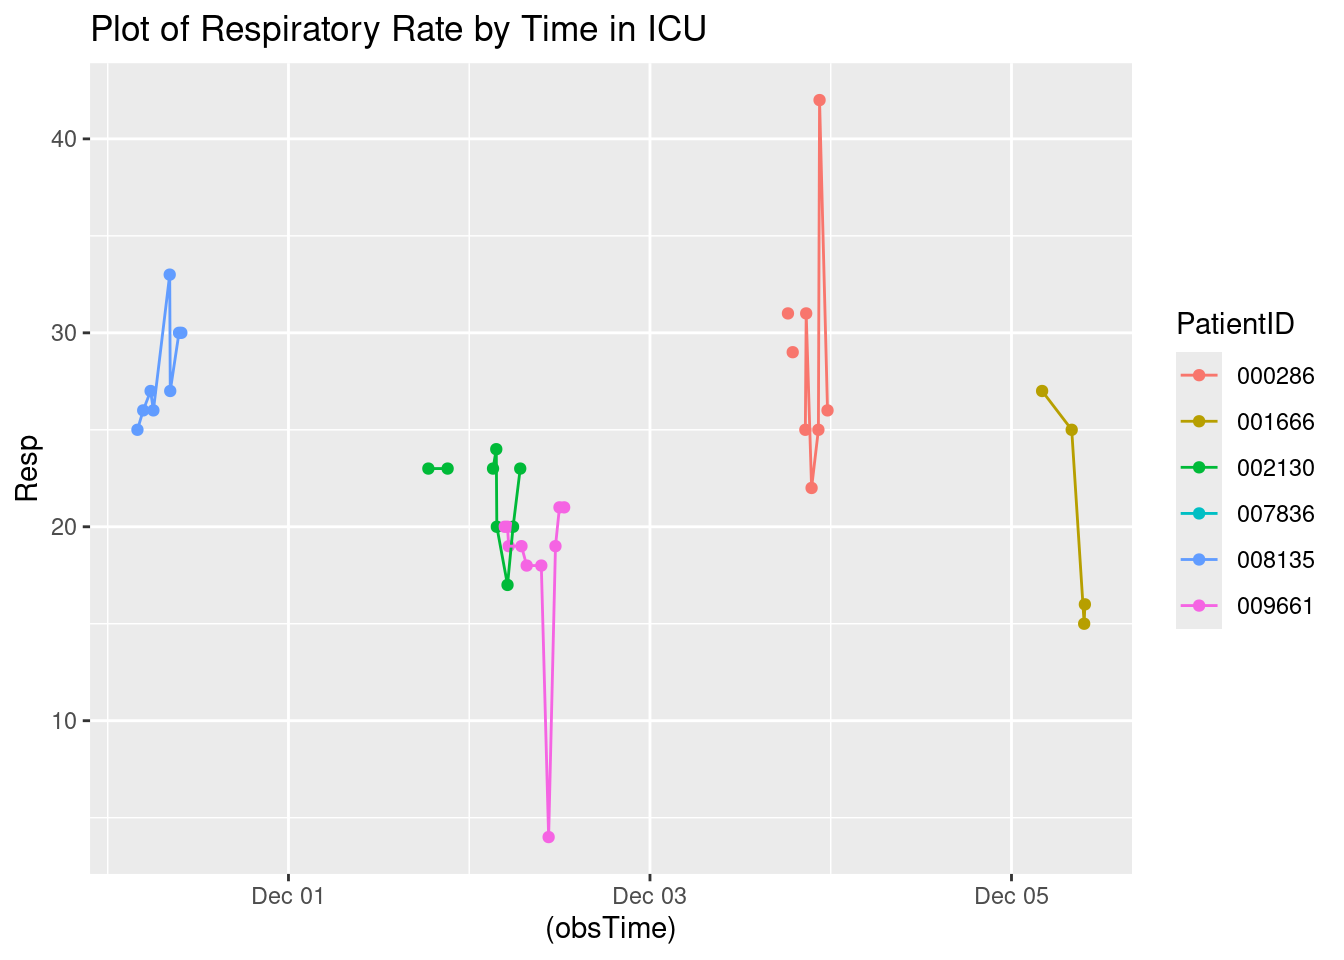 Plot of Respiratory Rate by Time in ICU
40
30
20
10
Resp
Dec 01
Dec 03
Dec 05
(obsTime)
PatientID
000286
001666
002130
007836
008135
009661